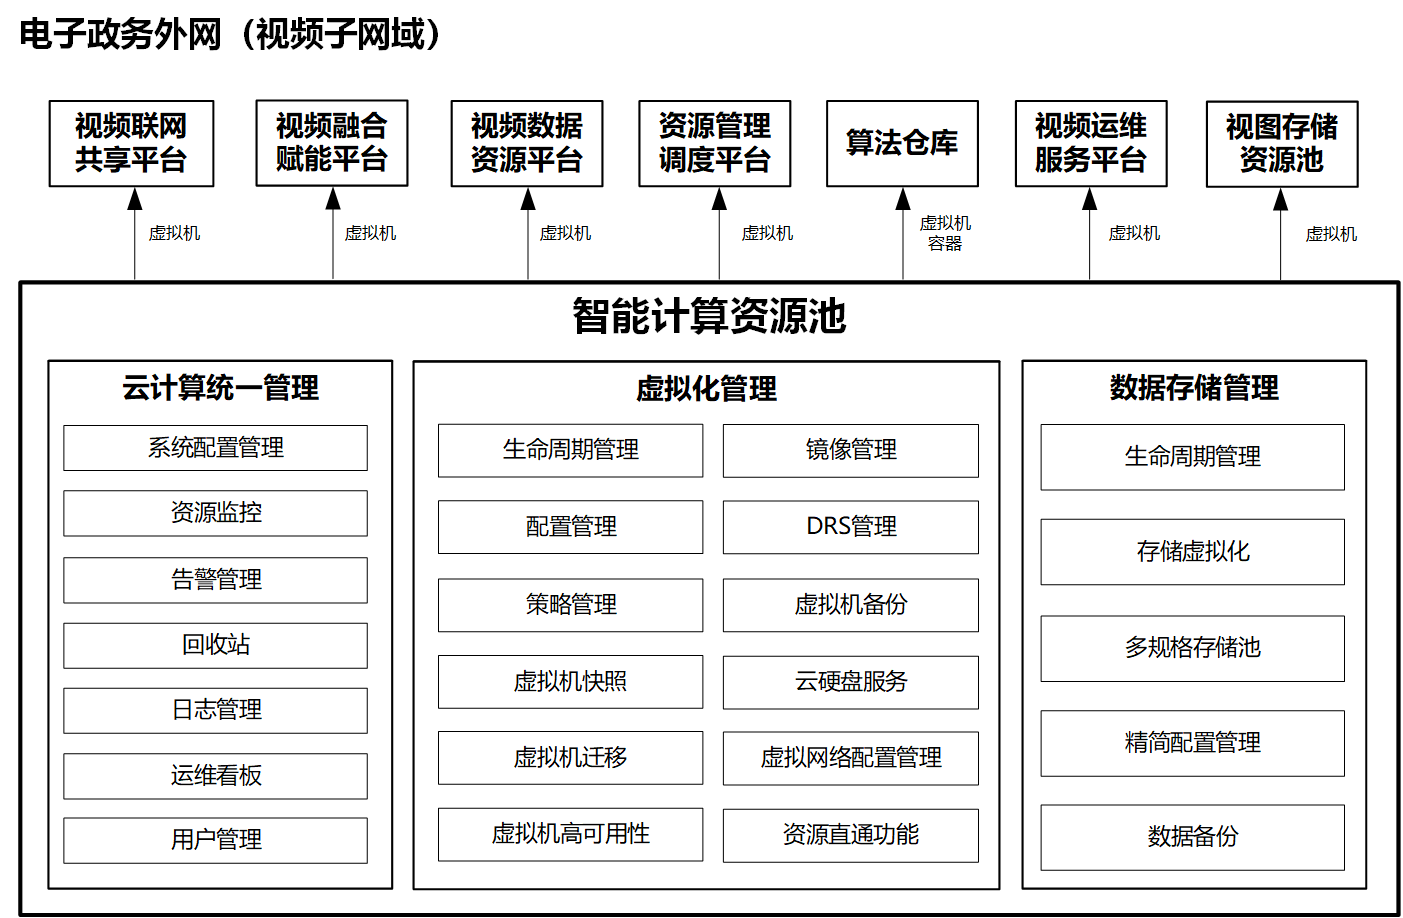 电子政务外网（视频子网域）
视频联网
共享平台
视频融合
赋能平台
视频数据
资源平台
资源管理
调度平台
算法仓库
视频运维
服务平台
视图存储
资源池
虚拟机
虚拟机
虚拟机
虚拟机
虚拟机
容器
虚拟机
虚拟机
智能计算资源池
云计算统一管理
系统配置管理
资源监控
告警管理
回收站
日志管理
运维看板
用户管理
虚拟化管理
生命周期管理
镜像管理
配置管理
DRS管理
策略管理
虚拟机备份
虚拟机快照
云硬盘服务
虚拟机迁移
虚拟网络配置管理
虚拟机高可用性
资源直通功能
数据存储管理
生命周期管理
存储虚拟化
多规格存储池
精简配置管理
数据备份